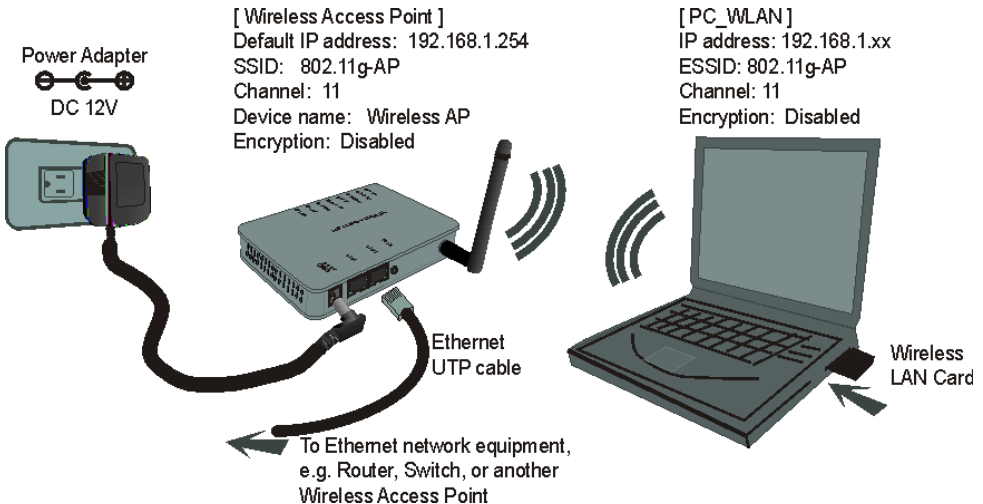 [ Wireless Access Point ]
Default IP address: 192.168.1.254
SSID: 802.11g-AP
Channel: 11
Device name: Wireless AP
Encryption: Disabled
[ PC_WLAN ]
IP address: 192.168.1.xx
ESSID: 802.11g-AP
Channel: 11
Encryption: Disabled
Power Adapter
DC 12V
Ethernet
UTP cable
Wireless
LAN Card
To Ethernet network equipment,
e.g. Router, Switch, or another
Wireless Access Point